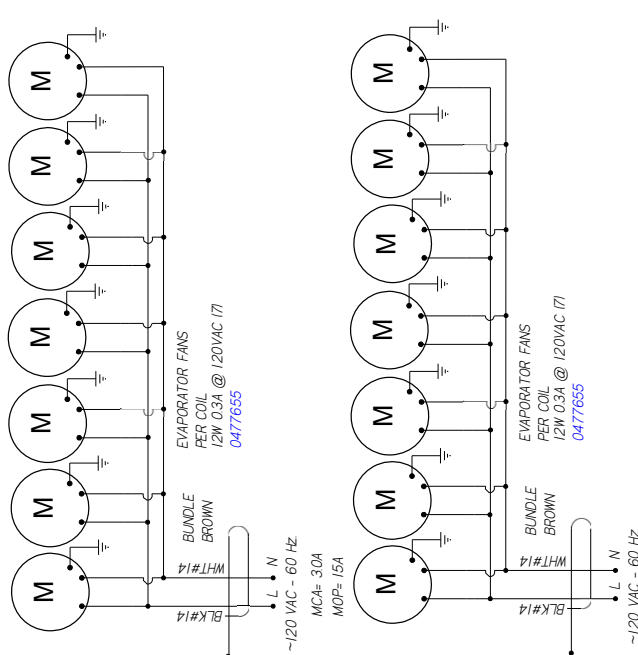 M
M
M
M
M
M
M
EVAPORATOR FANS
PER COIL
12W 0.3A @ 120VAC (7)
0477655
BUNDLE
BROWN
BLK#14
WHT#14
L N
~120 VAC - 60 Hz
MCA= 3.0A
MOP= 15A
M
M
M
M
M
M
M
EVAPORATOR FANS
PER COIL
12W 0.3A @ 120VAC (7)
0477655
BUNDLE
BROWN
BLK#14
WHT#14
L N
~120 VAC - 60 Hz